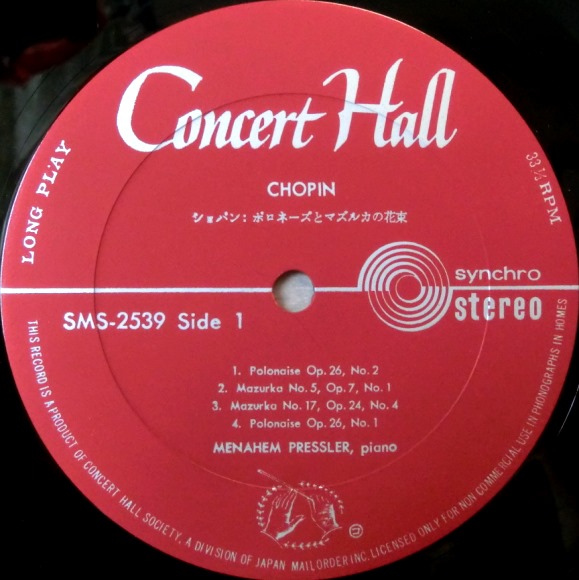 Concert Hall
LONG PLAY
33⅓RPM
CHOPIN
ショパン：ポロネーズとマズルカの花束
synchro
stereo
SMS-2539 Side 1
1. Polonaise Op.26, No.2
2. Mazurka No.5, Op.7, No.1
3. Mazurka No.17, Op.24, No.4
4. Polonaise Op.26, No.1
MENAHEM PRESSLER, piano
THIS RECORD IS A PRODUCT OF CONCERT HALL SOCIETY, A DIVISION OF JAPAN MAIL ORDER INC. LICENSED ONLY FOR NON COMMERCIAL USE IN PHONOGRAPHS IN HOMES